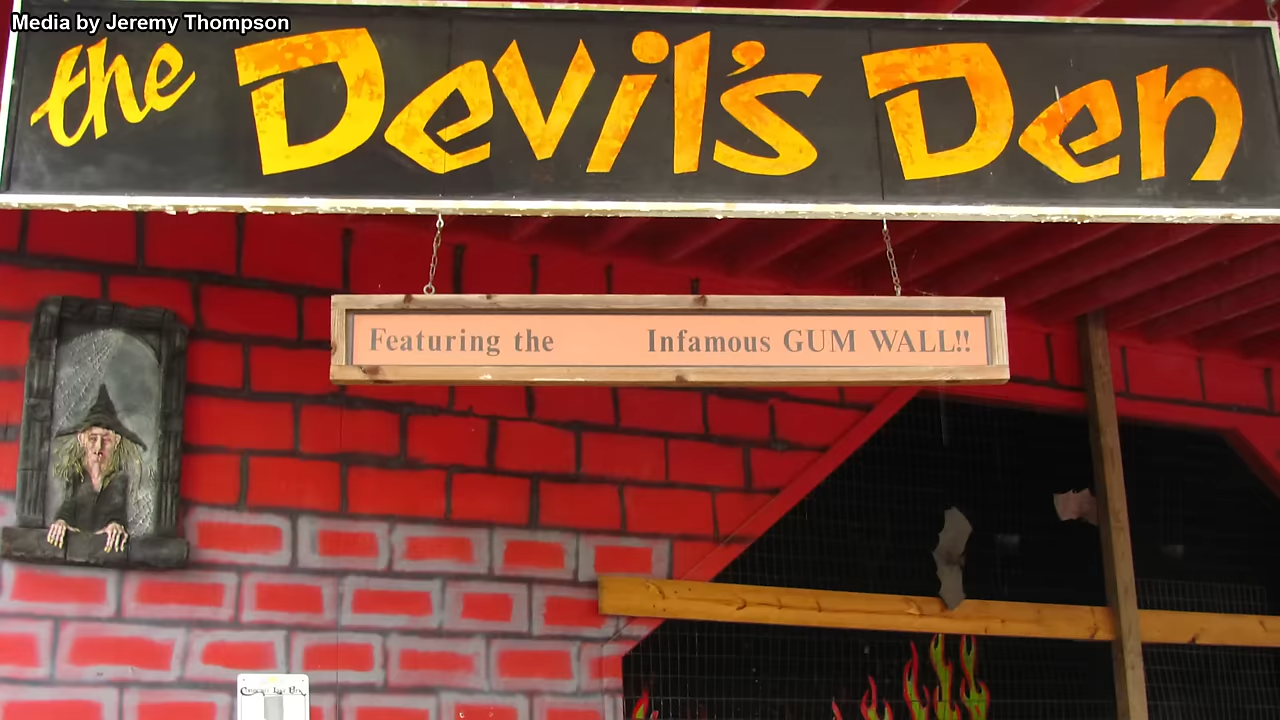 Media by Jeremy Thompson
the Devil's Den
Featuring the Infamous GUM WALL!!